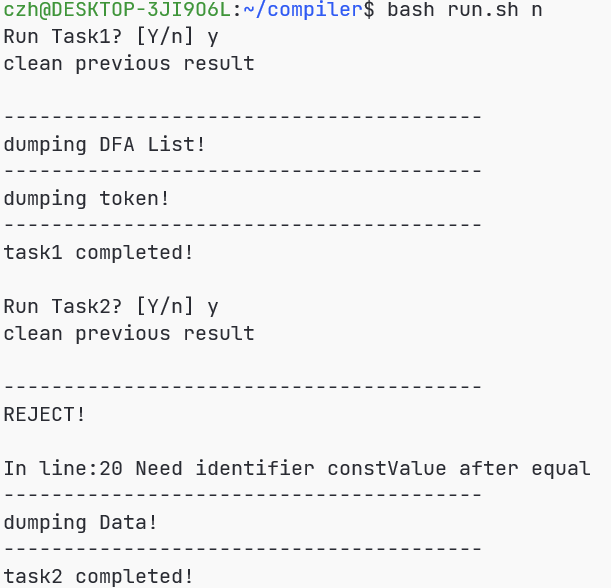 czh@DESKTOP-3JI9O6L:~/compiler$ bash run.sh n
Run Task1? [Y/n] y
clean previous result
----------------------------------------
dumping DFA List!
----------------------------------------
dumping token!
----------------------------------------
task1 completed!
Run Task2? [Y/n] y
clean previous result
----------------------------------------
REJECT!
In line:20 Need identifier constValue after equal
----------------------------------------
dumping Data!
----------------------------------------
task2 completed!